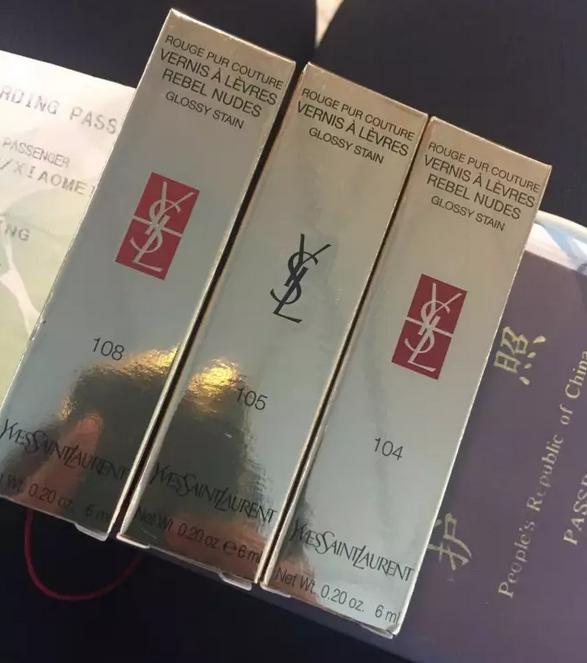 RDING PASS
PASSENGER
/XIAOME
NG
ROUGE PUR COUTURE
VERNIS À LÈVRES
REBEL NUDES
GLOSSY STAIN
YSL
108
YVESSAINTLAURENT
t Wt. 0.20 oz. 6 ml
ROUGE PUR COUTURE
VERNIS À LÈVRES
GLOSSY STAIN
YSL
105
YVESSAINTLAURENT
Net Wt. 0.20 oz. e 6 ml
ROUGE PUR COUTURE
VERNIS À LÈVRES
REBEL NUDES
GLOSSY STAIN
YSL
104
YVESSAINTLAURENT
Net Wt. 0.20 oz. 6 ml
护 照
People's Republic of China
PASSP